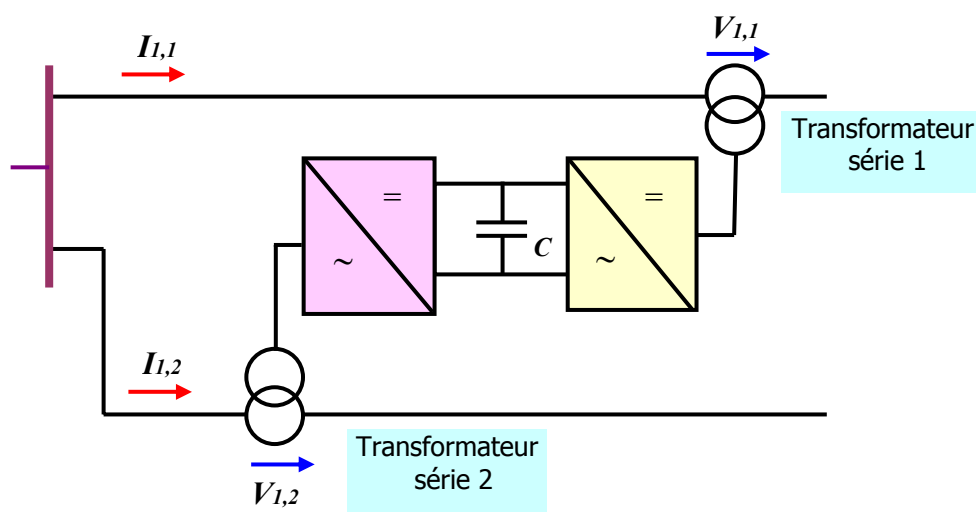 I1,1
V1,1
Transformateur
série 1
=
~
C
=
~
I1,2
V1,2
Transformateur
série 2